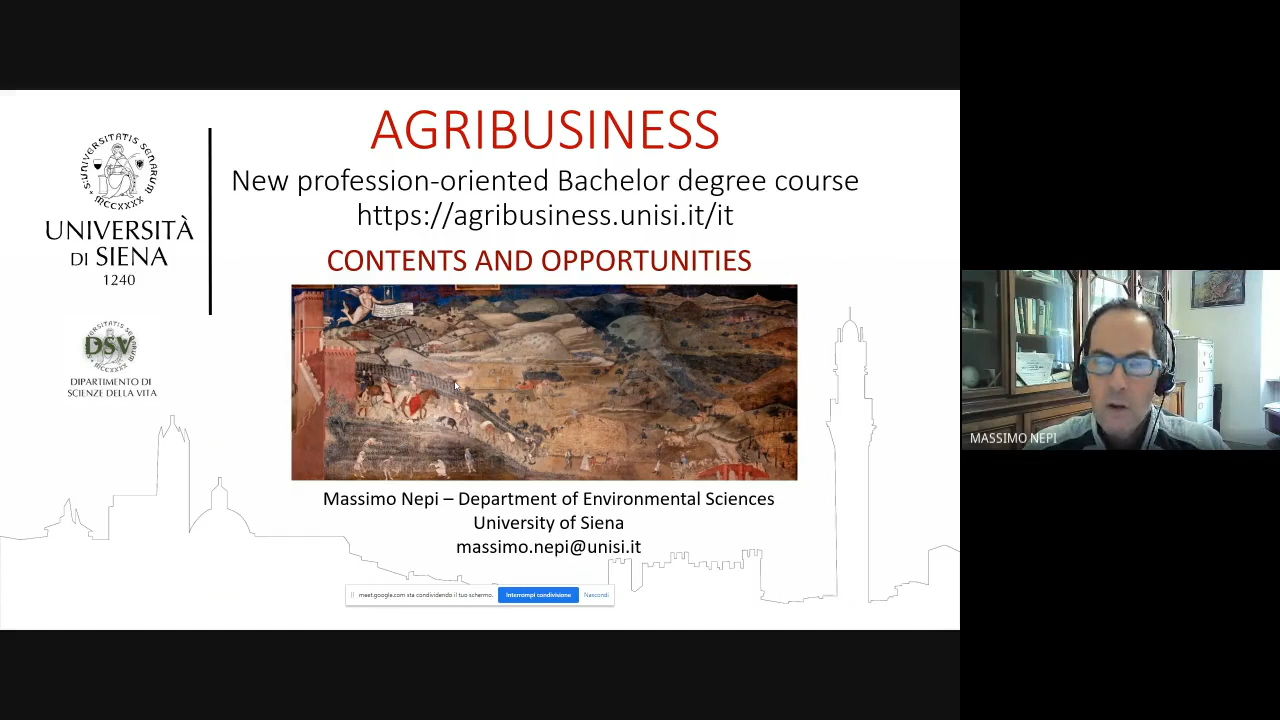 AGRIBUSINESS
New profession-oriented Bachelor degree course
https://agribusiness.unisi.it/it
CONTENTS AND OPPORTUNITIES
UNIVERSITÀ
DI SIENA
1240
DSV
DIPARTIMENTO DI
SCIENZE DELLA VITA
Massimo Nepi – Department of Environmental Sciences
University of Siena
massimo.nepi@unisi.it
meet.google.com sta condividendo il tuo schermo.
Interrompi condivisione
Nascondi
MASSIMO NEPI